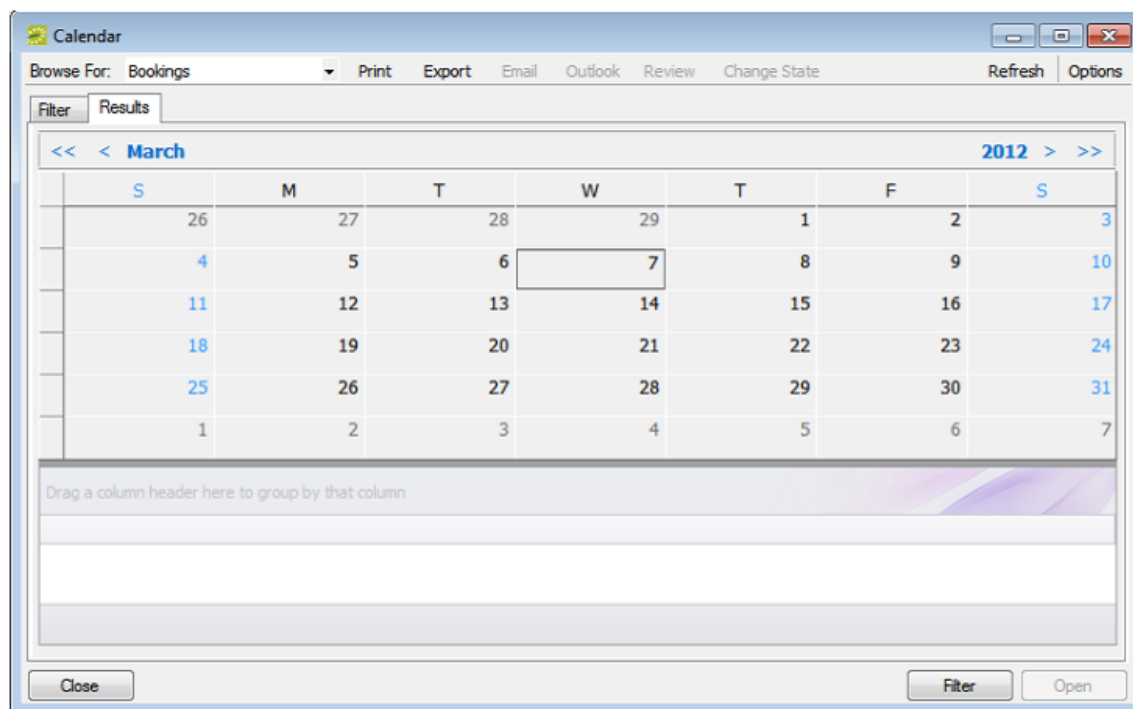 Calendar
Browse For: Bookings Print Export Email Outlook Review Change State Refresh Options
Filter Results
<< < March 2012 > >>
S M T W T F S
26 27 28 29 1 2 3
4 5 6 7 8 9 10
11 12 13 14 15 16 17
18 19 20 21 22 23 24
25 26 27 28 29 30 31
1 2 3 4 5 6 7
Drag a column header here to group by that column
Close Filter Open